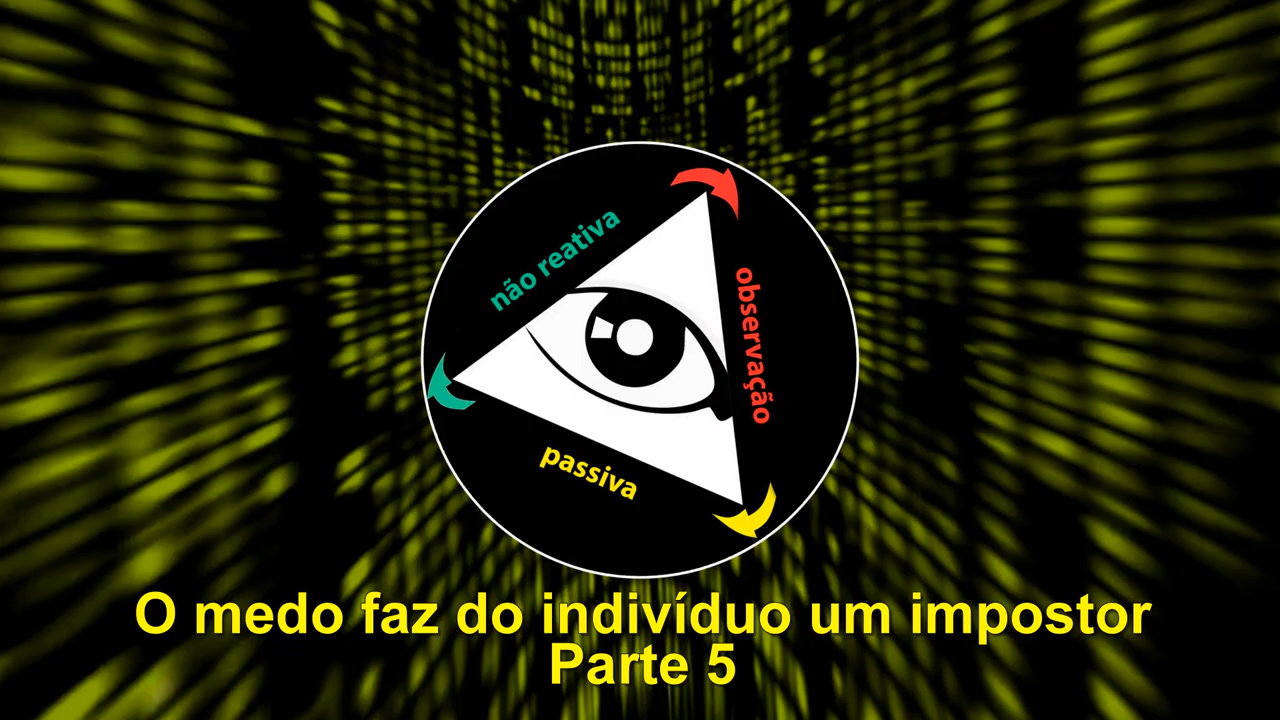 não reativa
observação
passiva
O medo faz do indivíduo um impostor
Parte 5